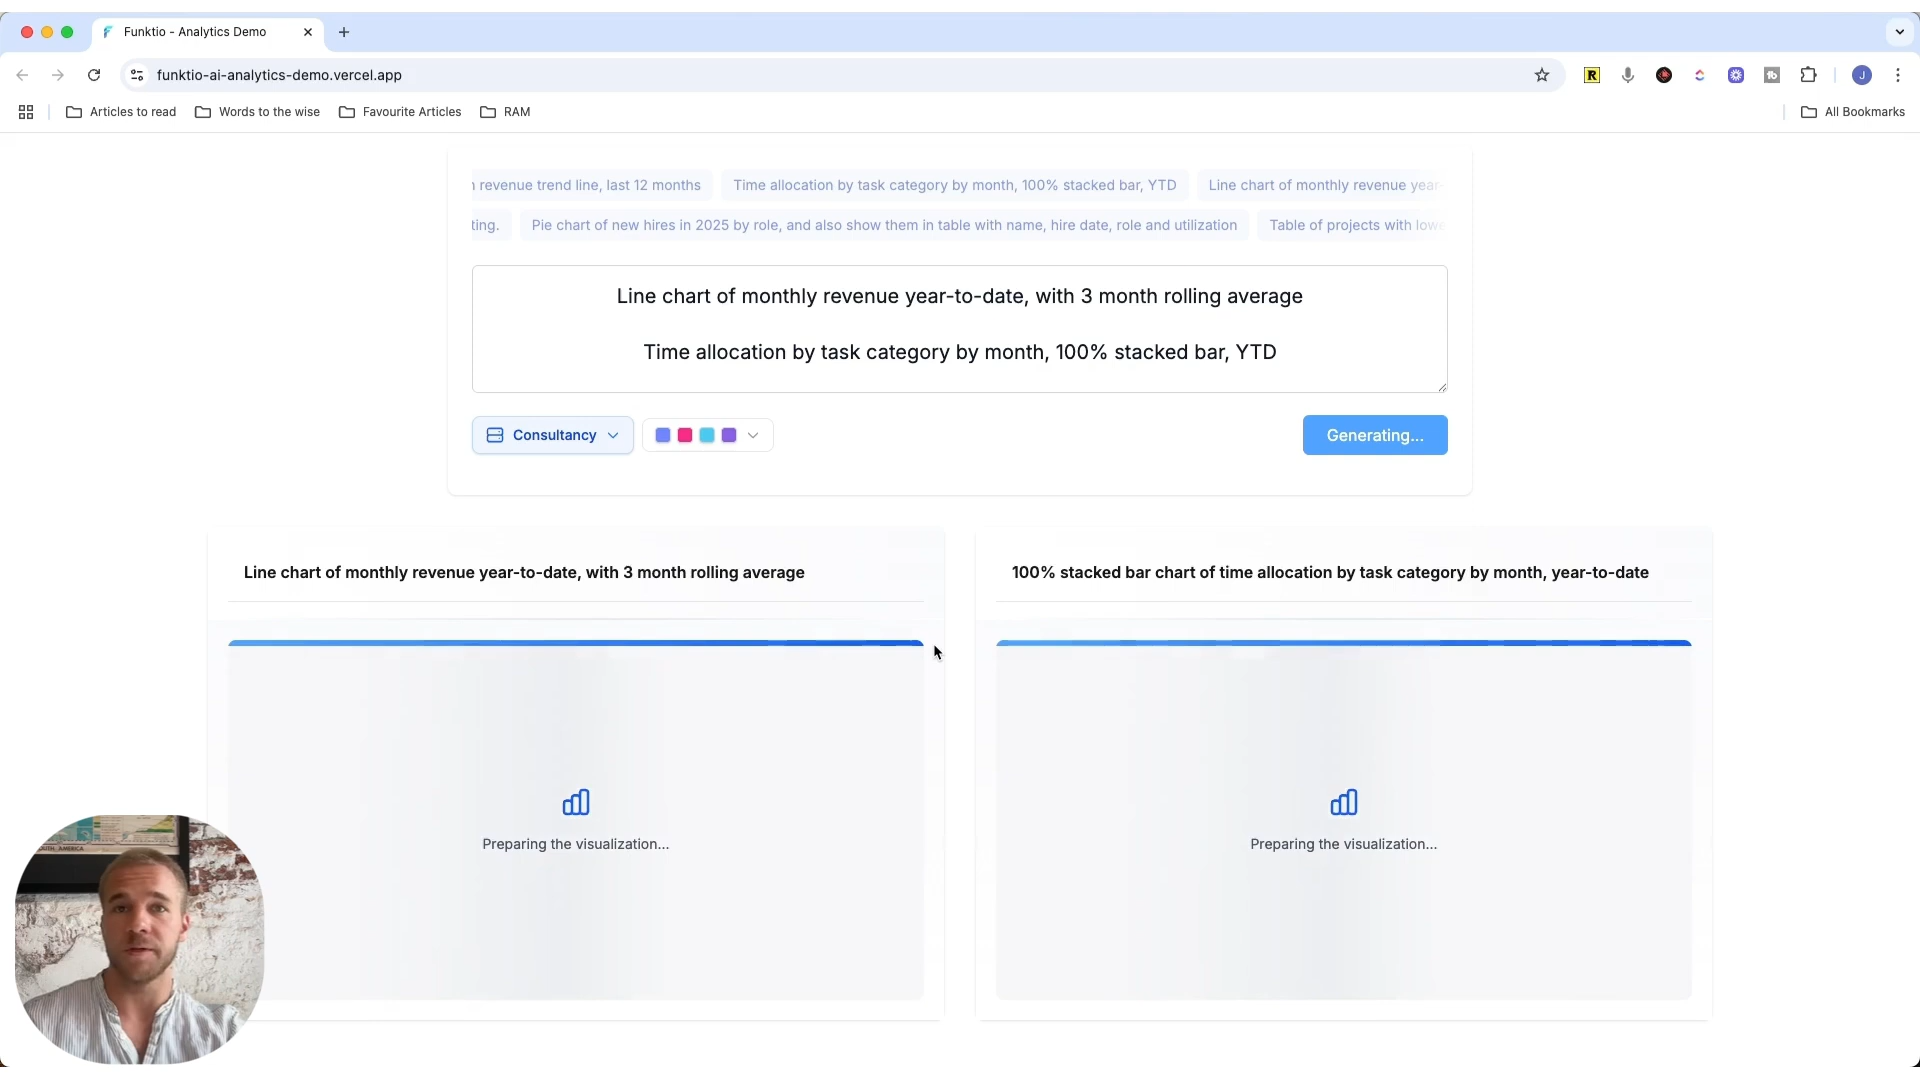 Funktio - Analytics Demo
funktio-ai-analytics-demo.vercel.app
J
Articles to read
Words to the wise
Favourite Articles
RAM
All Bookmarks
revenue trend line, last 12 months
Time allocation by task category by month, 100% stacked bar, YTD
Line chart of monthly revenue year-
ting.
Pie chart of new hires in 2025 by role, and also show them in table with name, hire date, role and utilization
Table of projects with lowe
Line chart of monthly revenue year-to-date, with 3 month rolling average
Time allocation by task category by month, 100% stacked bar, YTD
Consultancy
Generating...
Line chart of monthly revenue year-to-date, with 3 month rolling average
100% stacked bar chart of time allocation by task category by month, year-to-date
Preparing the visualization...
Preparing the visualization...